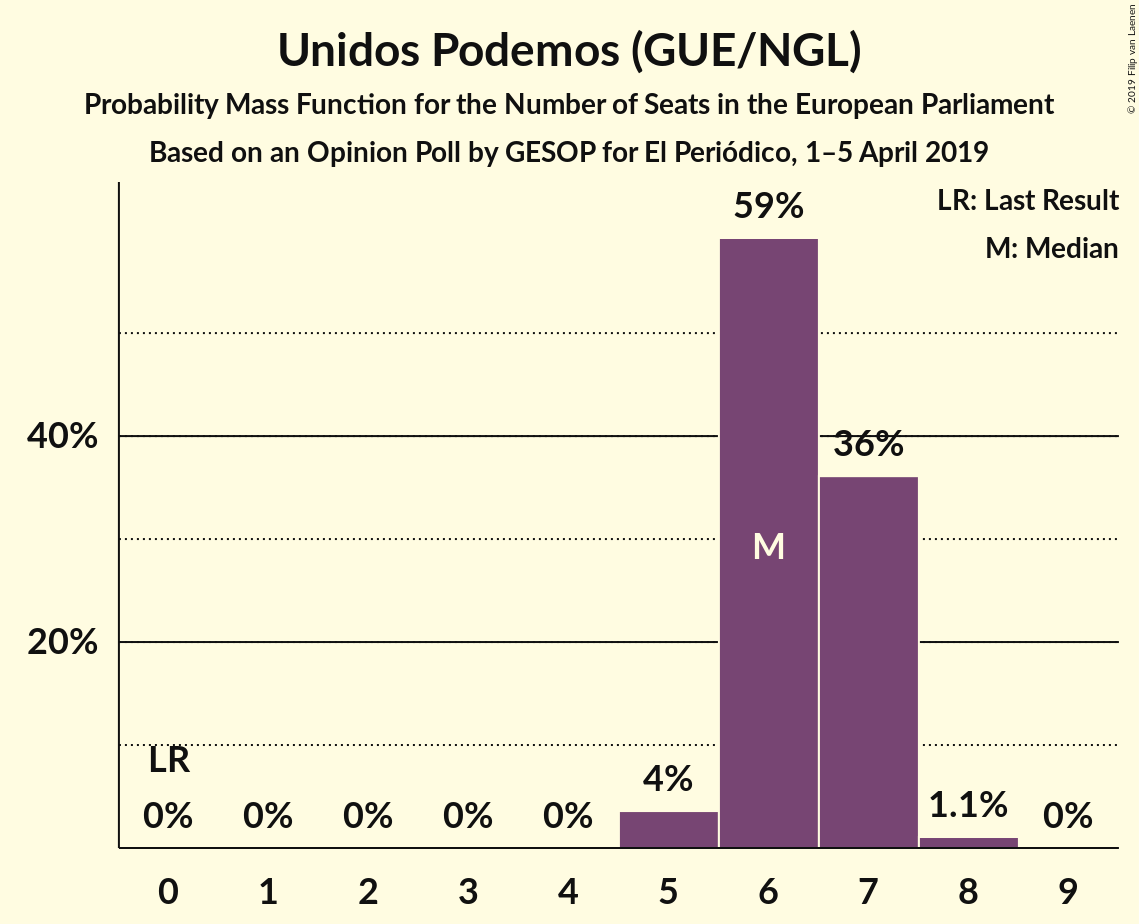 Unidos Podemos (GUE/NGL)
Probability Mass Function for the Number of Seats in the European Parliament
Based on an Opinion Poll by GESOP for El Periódico, 1–5 April 2019
© 2019 Filip van Laenen
LR: Last Result
M: Median
59%
40%
36%
M
20%
LR
0% 0% 0% 0% 0% 4% 1.1% 0%
0 1 2 3 4 5 6 7 8 9